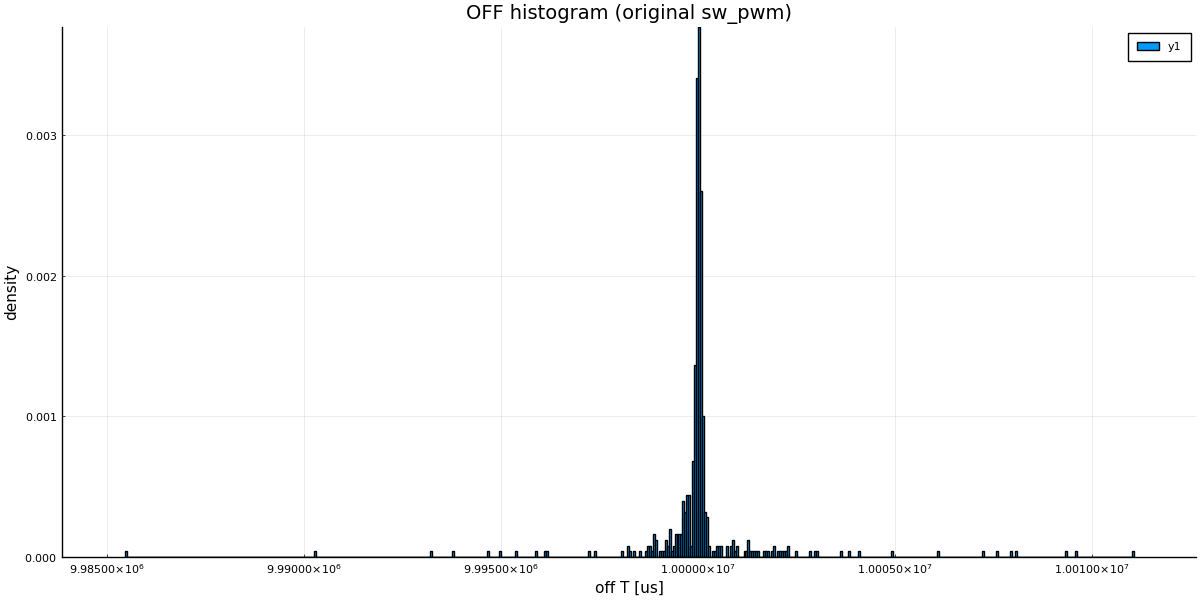 OFF histogram (original sw_pwm)
y1
density
0.003
0.002
0.001
0.000
9.98500×10⁶ 9.99000×10⁶ 9.99500×10⁶ 1.00000×10⁷ 1.00050×10⁷ 1.00100×10⁷
off T [us]